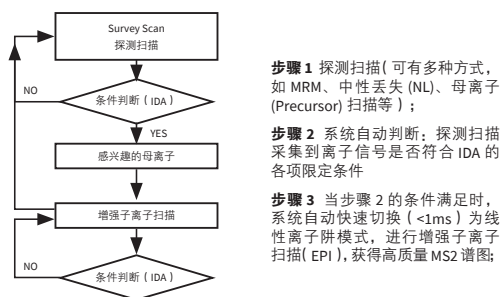 Survey Scan
探测扫描
NO
条件判断（IDA）
YES
感兴趣的母离子
增强子离子扫描
NO
条件判断（IDA）
步骤 1 探测扫描( 可有多种方式，
如 MRM、中性丢失 (NL)、母离子
(Precursor) 扫描等 ) ；
步骤 2 系统自动判断：探测扫描
采集到离子信号是否符合 IDA 的
各项限定条件
步骤 3 当步骤 2 的条件满足时，
系统自动快速切换（ <1ms ）为线
性离子阱模式，进行增强子离子
扫描( EPI ), 获得高质量 MS2 谱图;